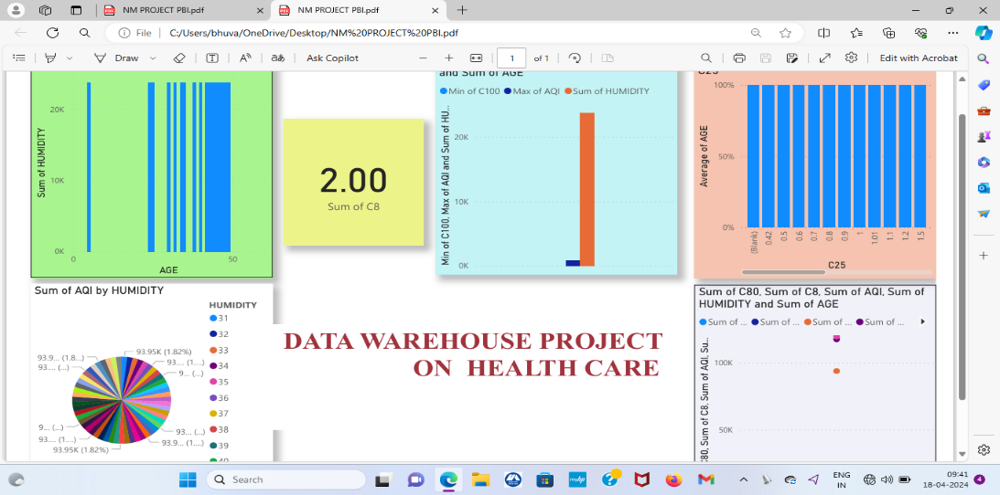 NM PROJECT PBI.pdf
NM PROJECT PBI.pdf
File C:/Users/bhuva/OneDrive/Desktop/NM%20PROJECT%20PBI.pdf
Draw
aあ
Ask Copilot
1 of 1
Edit with Acrobat
Sum of HUMIDITY
20K
10K
0K
0 50
AGE
2.00
Sum of C8
and Sum of AGE
Min of C100 Max of AQI Sum of HUMIDITY
Min of C100, Max of AQI and Sum of HU...
20K
10K
0K
C25
Average of AGE
100%
50%
0%
(Blank) 0.42 0.5 0.6 0.7 0.8 0.9 1 1.01 1.1 1.2 1.5
C25
Sum of AQI by HUMIDITY
HUMIDITY
31
32
33
34
35
36
37
38
39
40
93.95K (1.82%)
93.... (1....)
9... (...)
93.... (...)
93.9... (1....)
93.95K (1.82%)
93.... (1....)
9... (...)
93.... (...)
93.9... (1.8...)
DATA WAREHOUSE PROJECT
ON HEALTH CARE
Sum of C80, Sum of C8, Sum of AQI, Sum of
HUMIDITY and Sum of AGE
Sum of ... Sum of ... Sum of ... Sum of ...
C80, Sum of C8, Sum of AQI, Su...
100K
50K
Search
ENG
IN
09:41
18-04-2024
4